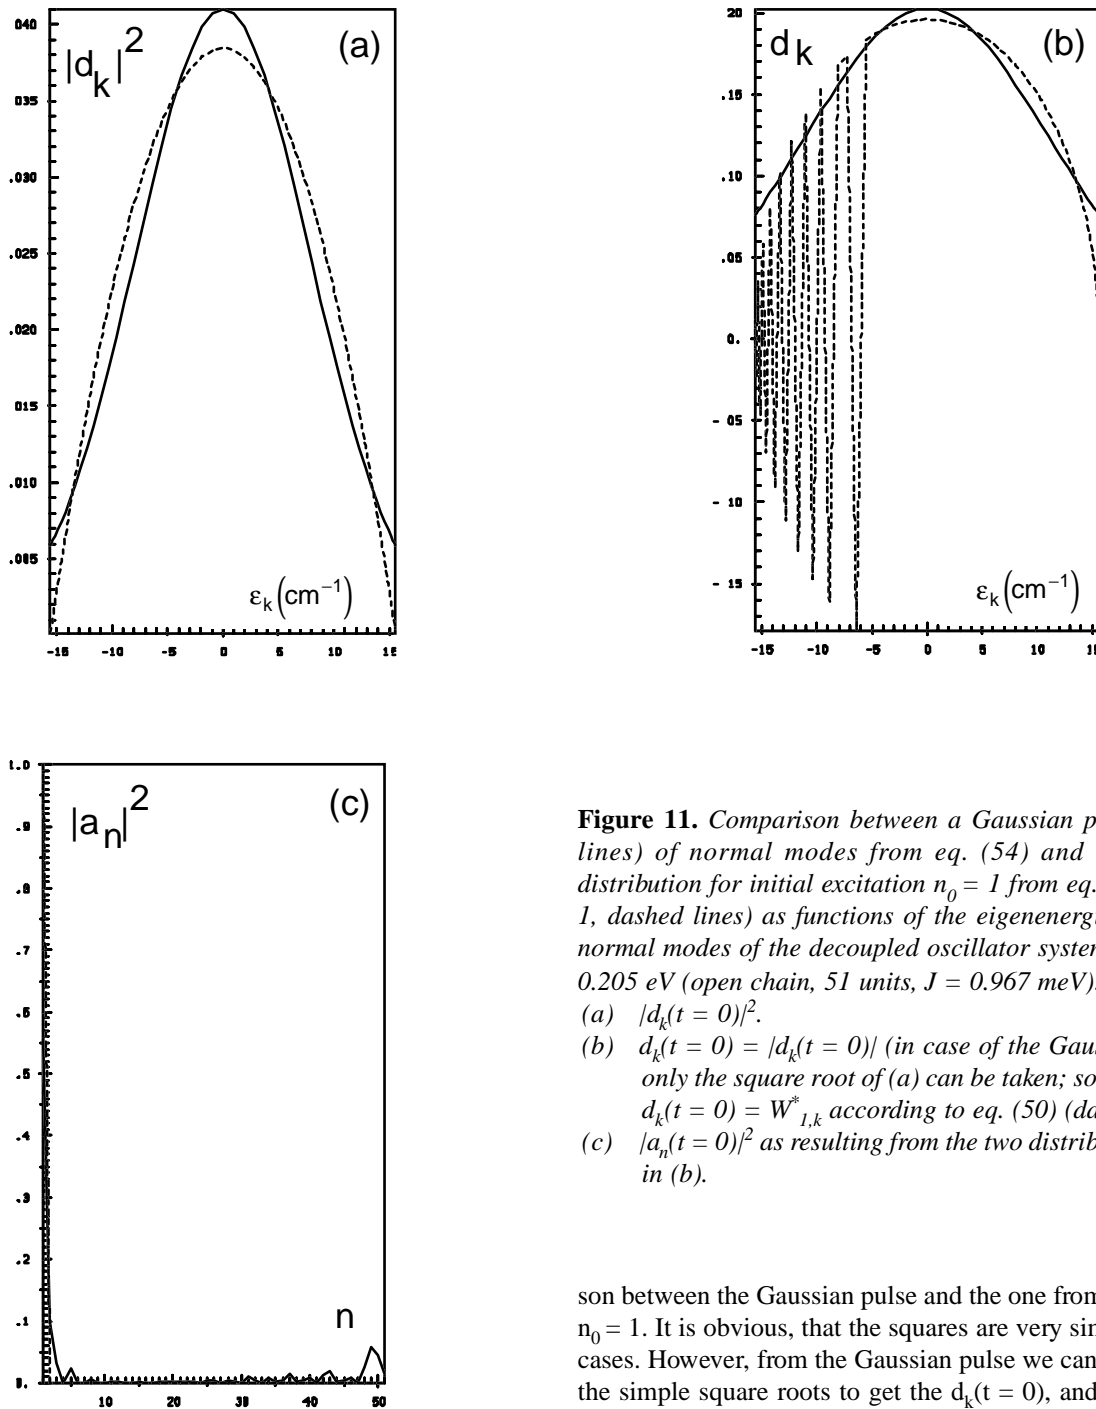 .040
.035
.030
.025
.020
.015
.010
.005
|d_k|^2
(a)
ε_k (cm^−1)
-15 -10 -5 0 5 10 15
.20
.15
.10
.05
0.
- 05
- 10
- 15
d_k
(b)
ε_k (cm^−1)
-15 -10 -5 0 5 10 15
1.0
.9
.8
.7
.6
.5
.4
.3
.2
.1
0.
|a_n|^2
(c)
n
10 20 30 40 50
Figure 11. Comparison between a Gaussian p
lines) of normal modes from eq. (54) and
distribution for initial excitation n_0 = 1 from eq.
1, dashed lines) as functions of the eigenenergi
normal modes of the decoupled oscillator system
0.205 eV (open chain, 51 units, J = 0.967 meV).
(a) |d_k(t = 0)|^2.
(b) d_k(t = 0) = |d_k(t = 0)| (in case of the Gaus
only the square root of (a) can be taken; so
d_k(t = 0) = W^*_1,k according to eq. (50) (da
(c) |a_n(t = 0)|^2 as resulting from the two distrib
in (b).
son between the Gaussian pulse and the one from
n_0 = 1. It is obvious, that the squares are very sin
cases. However, from the Gaussian pulse we can
the simple square roots to get the d_k(t = 0), and